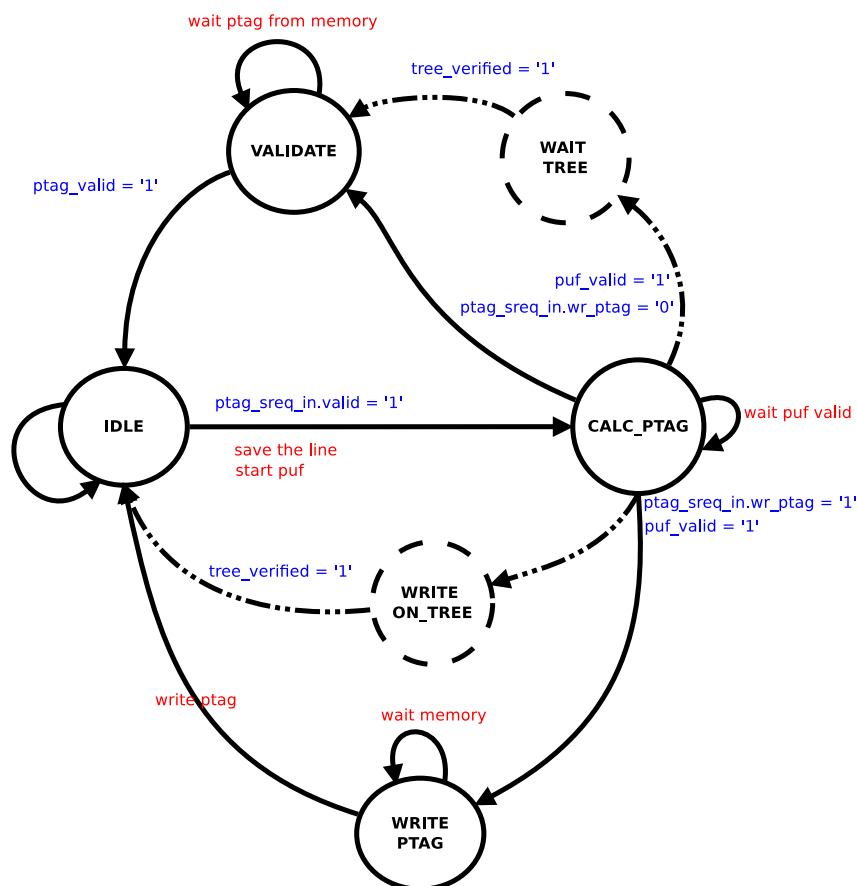 wait ptag from memory
tree_verified = '1'
VALIDATE
WAIT
TREE
ptag_valid = '1'
puf_valid = '1'
ptag_sreq_in.wr_ptag = '0'
ptag_sreq_in.valid = '1'
IDLE
CALC_PTAG
wait puf valid
save the line
start puf
ptag_sreq_in.wr_ptag = '1'
puf_valid = '1'
tree_verified = '1'
WRITE
ON_TREE
write ptag
wait memory
WRITE
PTAG